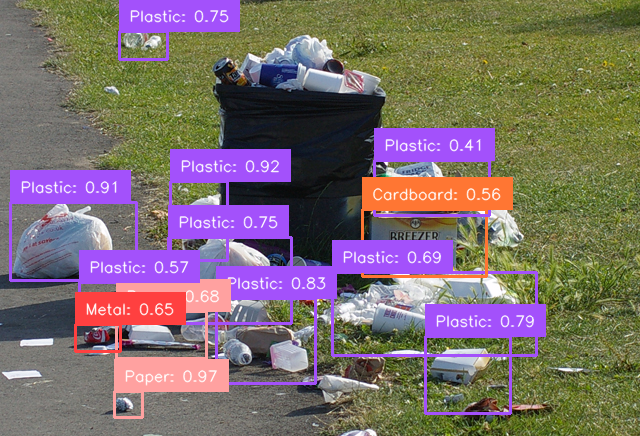 Plastic: 0.75
Plastic: 0.41
Plastic: 0.92
Plastic: 0.91
Cardboard: 0.56
Plastic: 0.75
BREEZER
Plastic: 0.69
Plastic: 0.57
Plastic: 0.83
0.68
Metal: 0.65
Plastic: 0.79
Paper: 0.97